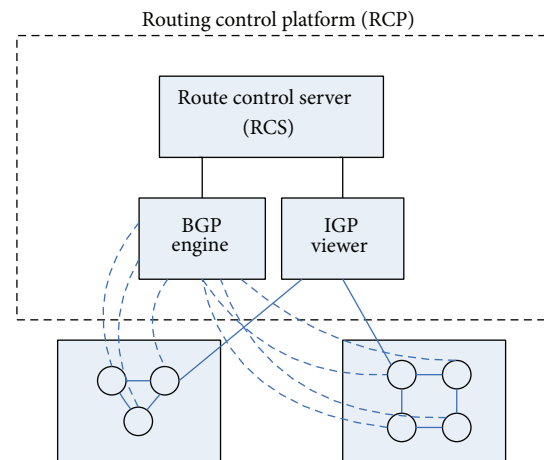 Routing control platform (RCP)
Route control server
(RCS)
BGP
engine
IGP
viewer